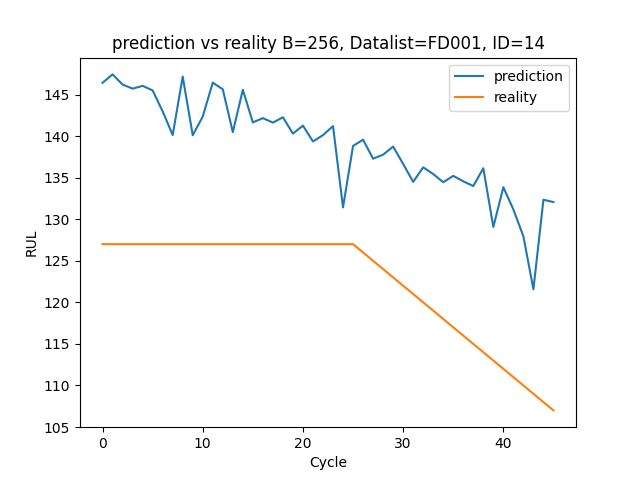 prediction vs reality B=256, Datalist=FD001, ID=14
prediction
reality
145
140
135
130
125
120
115
110
105
RUL
0 10 20 30 40
Cycle